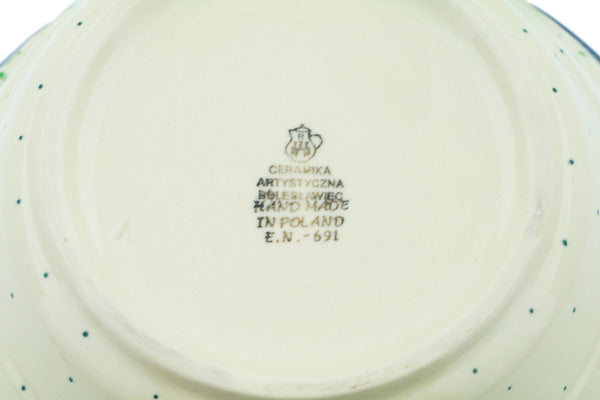 CERAMIKA
ARTYSTYCZNA
BOLESŁAWIEC
HAND MADE
IN POLAND
E.N.-691